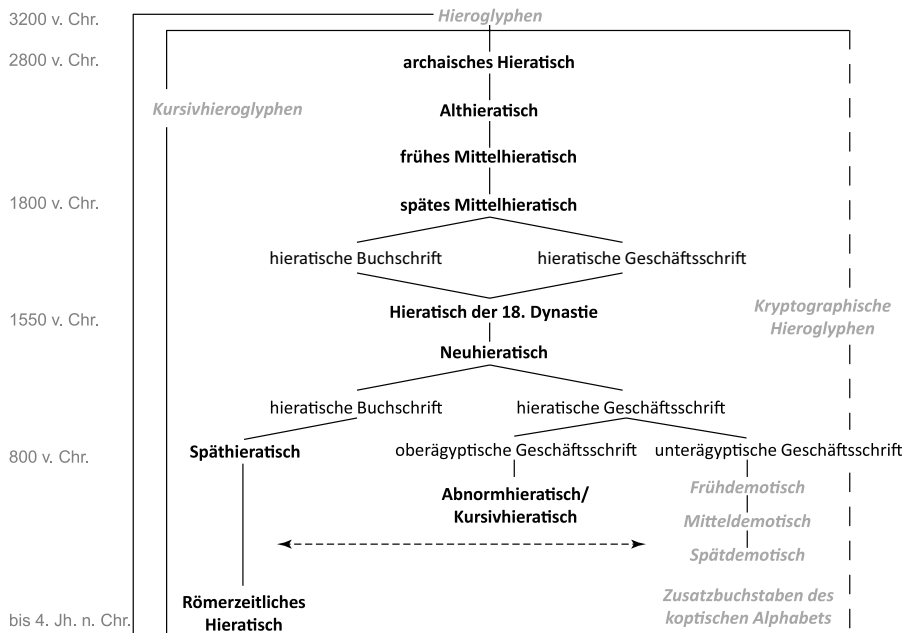 3200 v. Chr.
Hieroglyphen
2800 v. Chr.
archaisches Hieratisch
Kursivhieroglyphen
Althieratisch
frühes Mittelhieratisch
1800 v. Chr.
spätes Mittelhieratisch
hieratische Buchschrift
hieratische Geschäftsschrift
Kryptographische
Hieroglyphen
1550 v. Chr.
Hieratisch der 18. Dynastie
Neuhieratisch
hieratische Buchschrift
hieratische Geschäftsschrift
800 v. Chr.
Späthieratisch
oberägyptische Geschäftsschrift
unterägyptische Geschäftsschrift
Abnormhieratisch/
Kursivhieratisch
Frühdemotisch
Mitteldemotisch
Spätdemotisch
Römerzeitliches
Hieratisch
Zusatzbuchstaben des
koptischen Alphabets
bis 4. Jh. n. Chr.